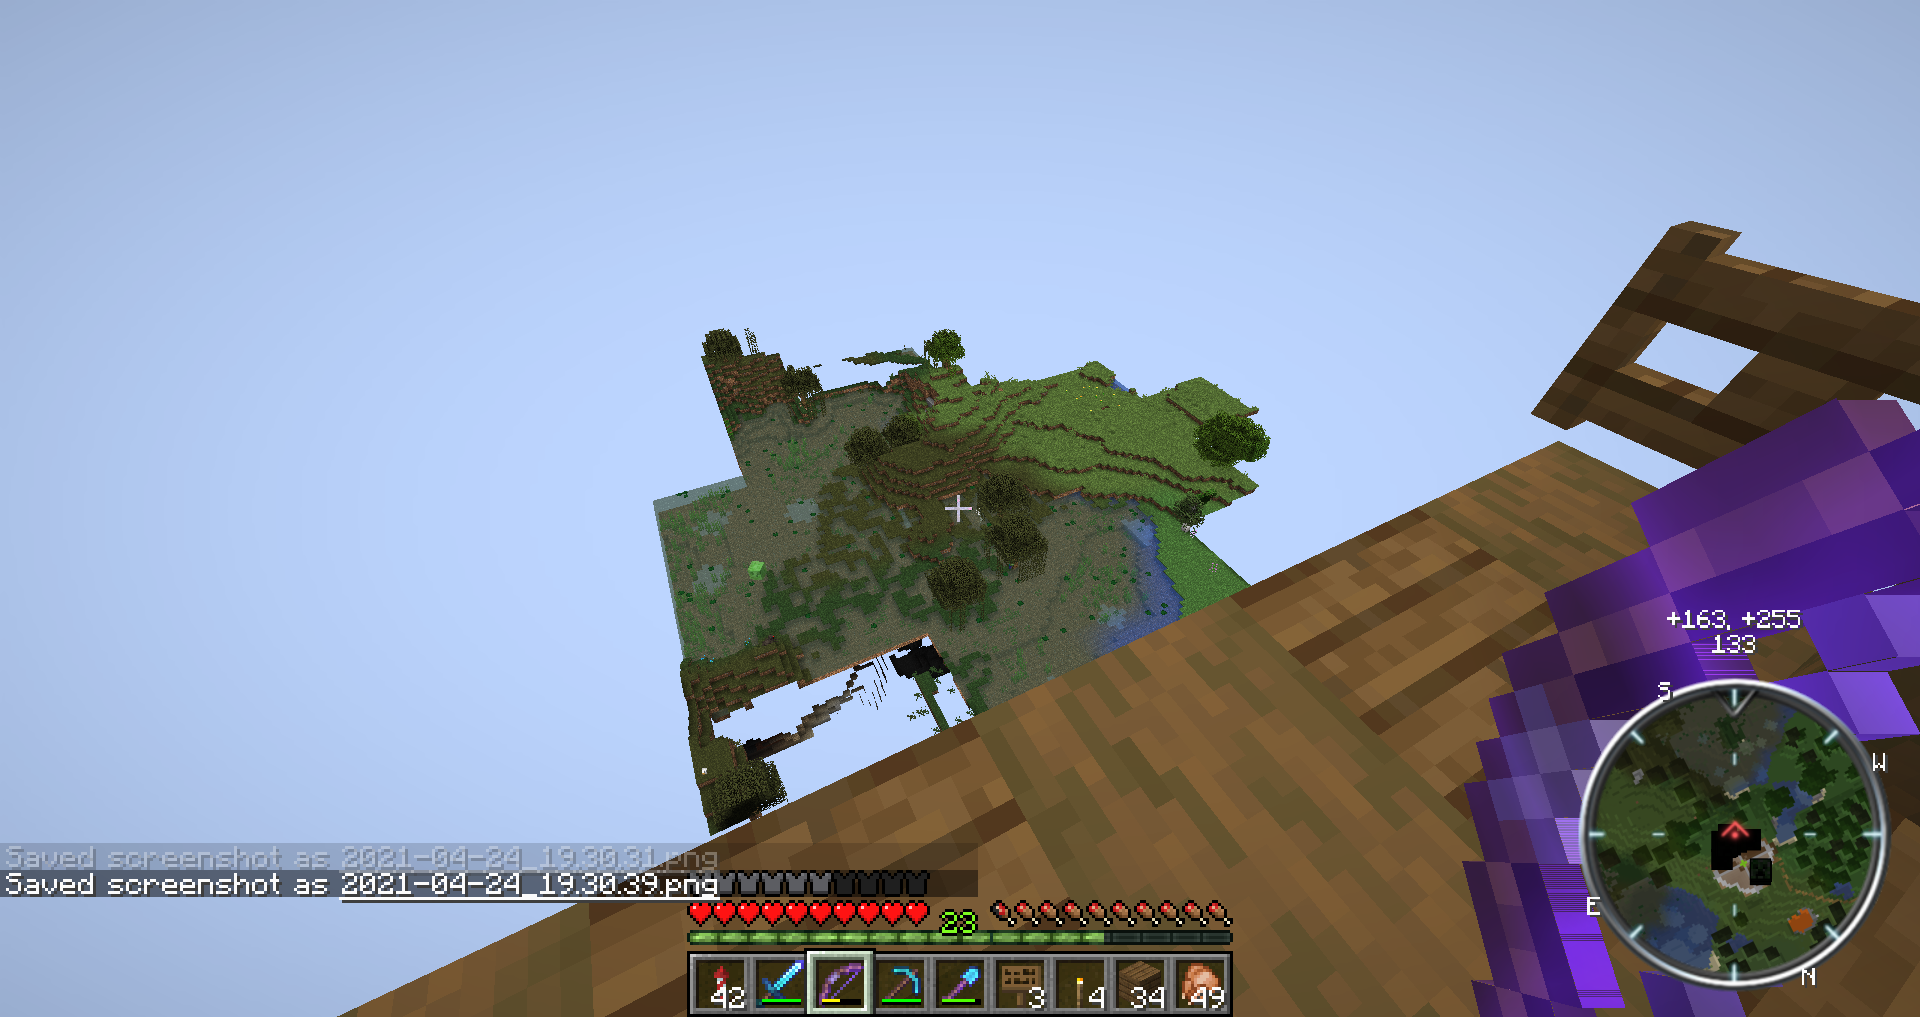 +163, +255
133
S
W
E
N
Saved screenshot as 2021-04-24_19.30.31.png
Saved screenshot as 2021-04-24_19.30.39.png
23
42 3 4 34 49